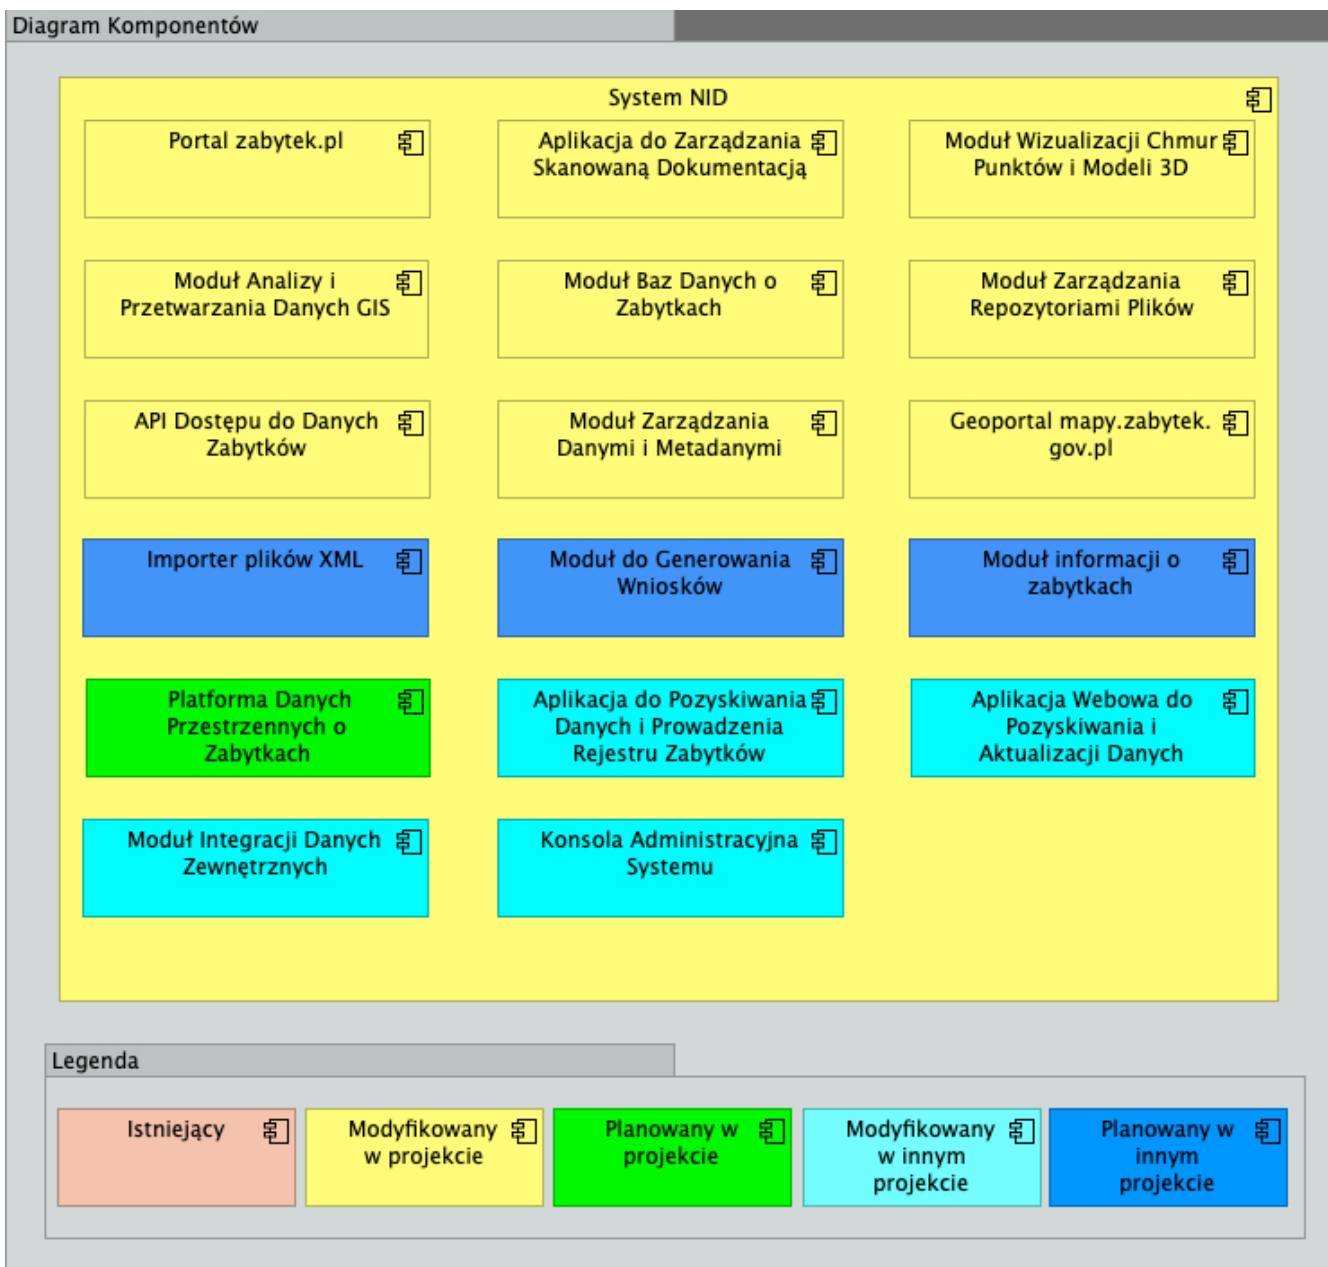 Diagram Komponentów
System NID
Portal zabytek.pl
Aplikacja do Zarządzania
Skanowaną Dokumentacją
Moduł Wizualizacji Chmur
Punktów i Modeli 3D
Moduł Analizy i
Przetwarzania Danych GIS
Moduł Baz Danych o
Zabytkach
Moduł Zarządzania
Repozytoriami Plików
API Dostępu do Danych
Zabytków
Moduł Zarządzania
Danymi i Metadanymi
Geoportal mapy.zabytek.
gov.pl
Importer plików XML
Moduł do Generowania
Wniosków
Moduł informacji o
zabytkach
Platforma Danych
Przestrzennych o
Zabytkach
Aplikacja do Pozyskiwania
Danych i Prowadzenia
Rejestru Zabytków
Aplikacja Webowa do
Pozyskiwania i
Aktualizacji Danych
Moduł Integracji Danych
Zewnętrznych
Konsola Administracyjna
Systemu
Legenda
Istniejący
Modyfikowany
w projekcie
Planowany w
projekcie
Modyfikowany
w innym
projekcie
Planowany w
innym
projekcie